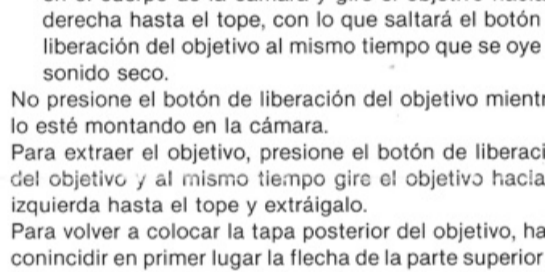 derecha hasta el tope, con lo que saltará el botón
liberación del objetivo al mismo tiempo que se oye
sonido seco.
No presione el botón de liberación del objetivo mientr
lo esté montando en la cámara.
Para extraer el objetivo, presione el botón de liberaci
del objetivo y al mismo tiempo gire el objetivo hacia
izquierda hasta el tope y extráigalo.
Para volver a colocar la tapa posterior del objetivo, ha
conincidir en primer lugar la flecha de la parte superior